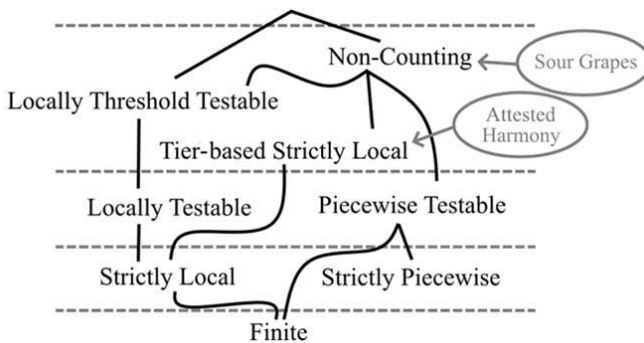 Non-Counting
Sour Grapes
Locally Threshold Testable
Attested
Harmony
Tier-based Strictly Local
Locally Testable
Piecewise Testable
Strictly Local
Strictly Piecewise
Finite